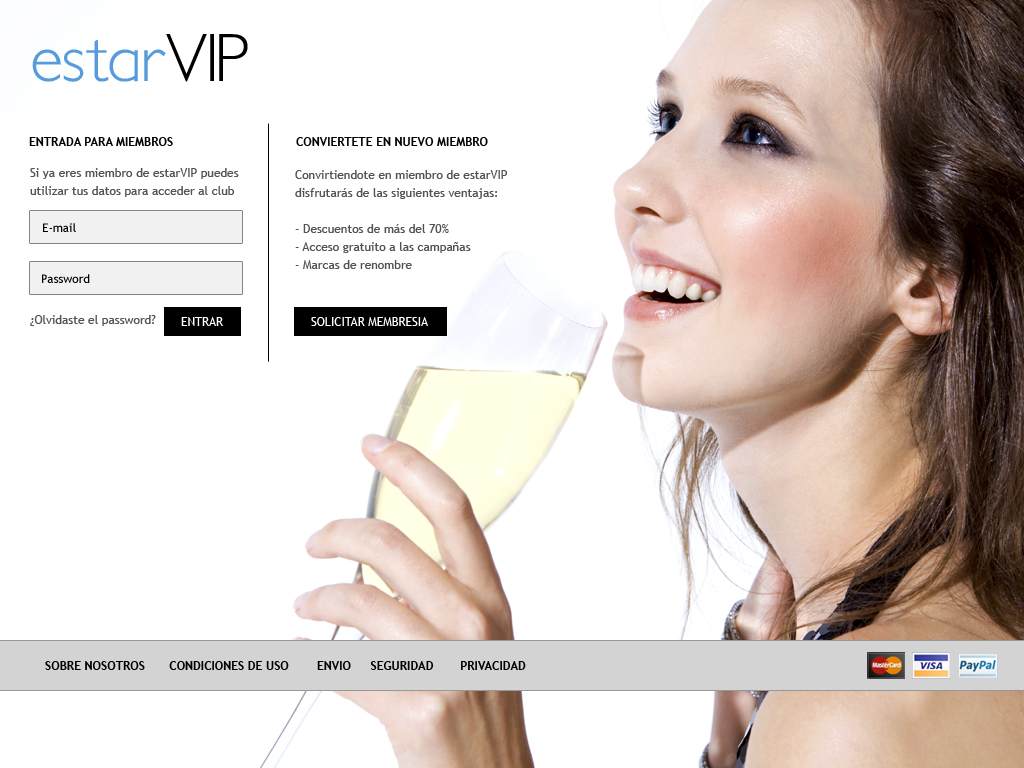 estarVIP
ENTRADA PARA MIEMBROS
Si ya eres miembro de estarVIP puedes
utilizar tus datos para acceder al club
E-mail
Password
¿Olvidaste el password?
ENTRAR
CONVIERTETE EN NUEVO MIEMBRO
Convirtiendote en miembro de estarVIP
disfrutarás de las siguientes ventajas:
- Descuentos de más del 70%
- Acceso gratuito a las campañas
- Marcas de renombre
SOLICITAR MEMBRESIA
SOBRE NOSOTROS CONDICIONES DE USO ENVIO SEGURIDAD PRIVACIDAD
MasterCard VISA PayPal